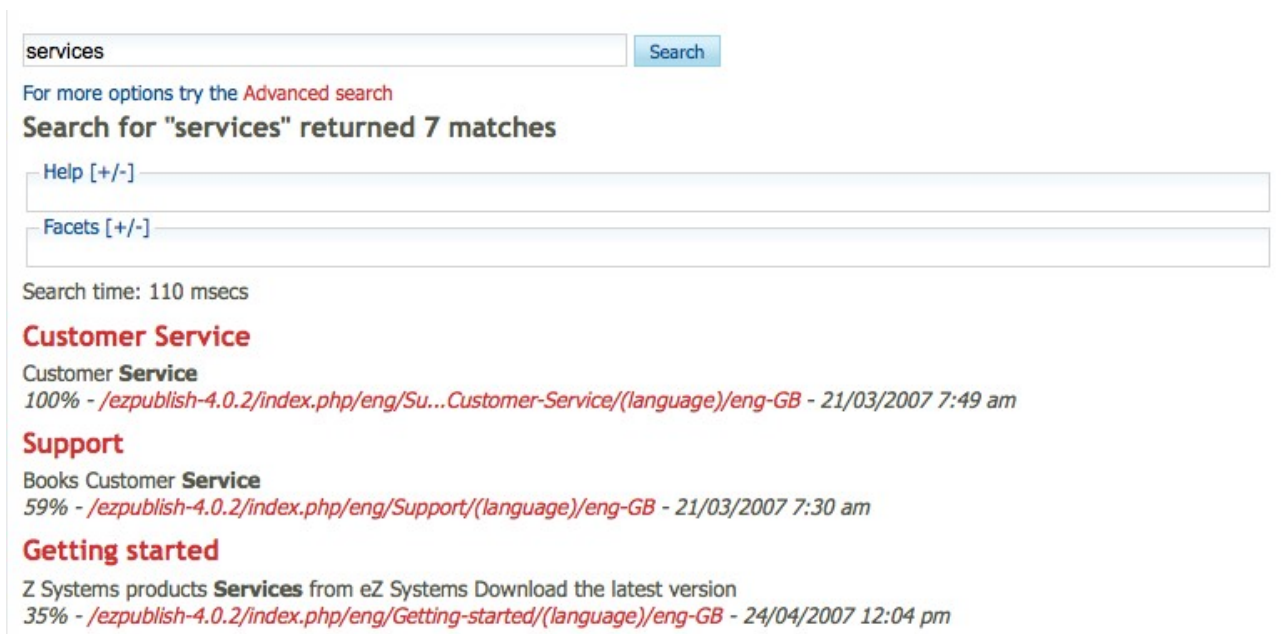 services
Search
For more options try the Advanced search
Search for "services" returned 7 matches
Help [+/-]
Facets [+/-]
Search time: 110 msecs
Customer Service
Customer Service
100% - /ezpublish-4.0.2/index.php/eng/Su...Customer-Service/(language)/eng-GB - 21/03/2007 7:49 am
Support
Books Customer Service
59% - /ezpublish-4.0.2/index.php/eng/Support/(language)/eng-GB - 21/03/2007 7:30 am
Getting started
Z Systems products Services from eZ Systems Download the latest version
35% - /ezpublish-4.0.2/index.php/eng/Getting-started/(language)/eng-GB - 24/04/2007 12:04 pm